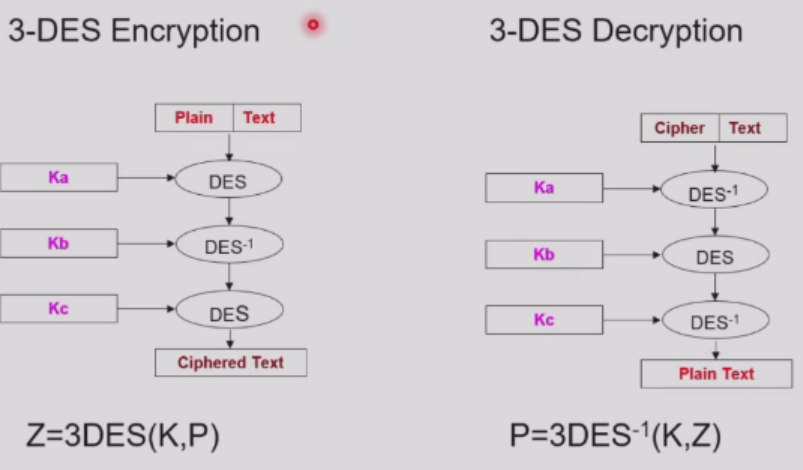 3-DES Encryption
Plain Text
Ka
DES
Kb
DES-1
Kc
DES
Ciphered Text
Z=3DES(K,P)
3-DES Decryption
Cipher Text
Ka
DES-1
Kb
DES
Kc
DES-1
Plain Text
P=3DES-1(K,Z)